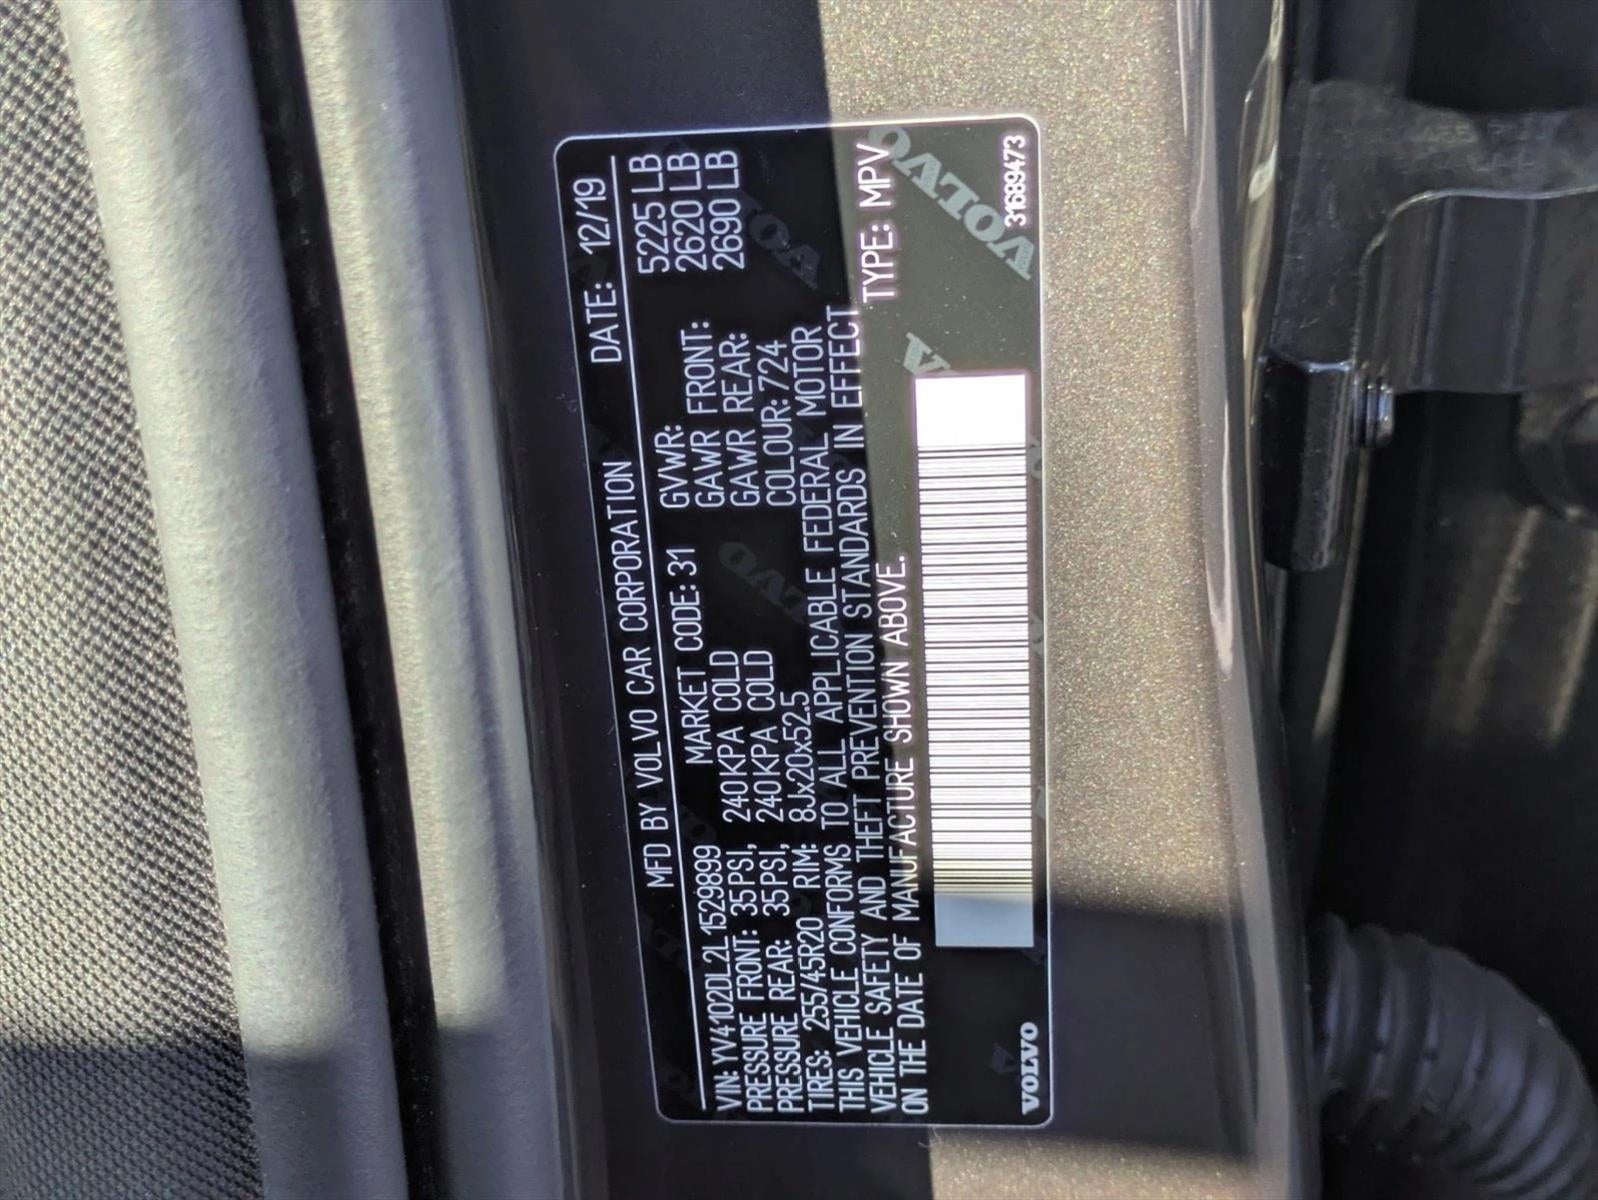 MFD BY VOLVO CAR CORPORATION DATE: 12/19
VIN: YV4102DL2L1529899 MARKET CODE: 31 GVWR: 5225 LB
PRESSURE FRONT: 35PSI, 240KPA COLD GAWR FRONT: 2620 LB
PRESSURE REAR: 35PSI, 240KPA COLD GAWR REAR: 2690 LB
TIRES: 255/45R20 RIM: 8Jx20x52.5 COLOUR: 724
THIS VEHICLE CONFORMS TO ALL APPLICABLE FEDERAL MOTOR
VEHICLE SAFETY AND THEFT PREVENTION STANDARDS IN EFFECT
ON THE DATE OF MANUFACTURE SHOWN ABOVE. TYPE: MPV
VOLVO
VOLVO
VOLVO
VOLVO
31689473